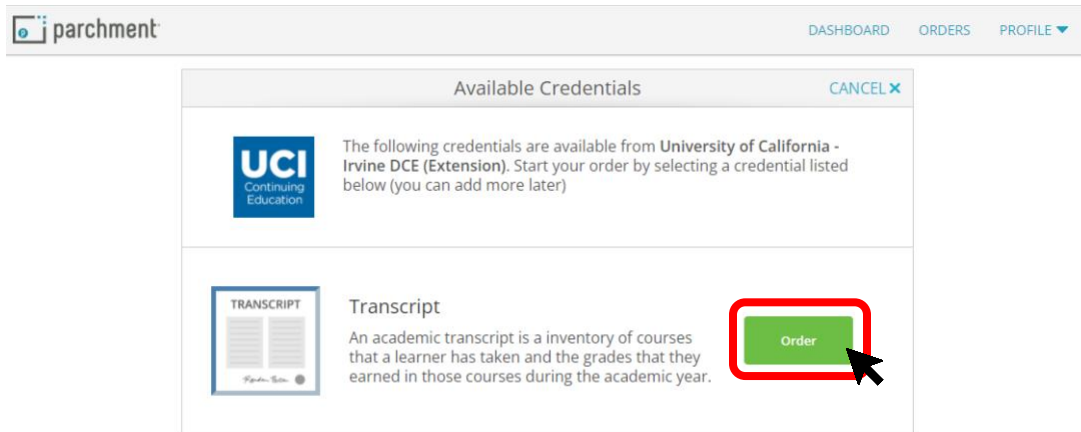 parchment
DASHBOARD ORDERS PROFILE
Available Credentials
CANCEL ×
UCI
Continuing
Education
The following credentials are available from University of California -
Irvine DCE (Extension). Start your order by selecting a credential listed
below (you can add more later)
TRANSCRIPT
Transcript
An academic transcript is a inventory of courses
that a learner has taken and the grades that they
earned in those courses during the academic year.
Order